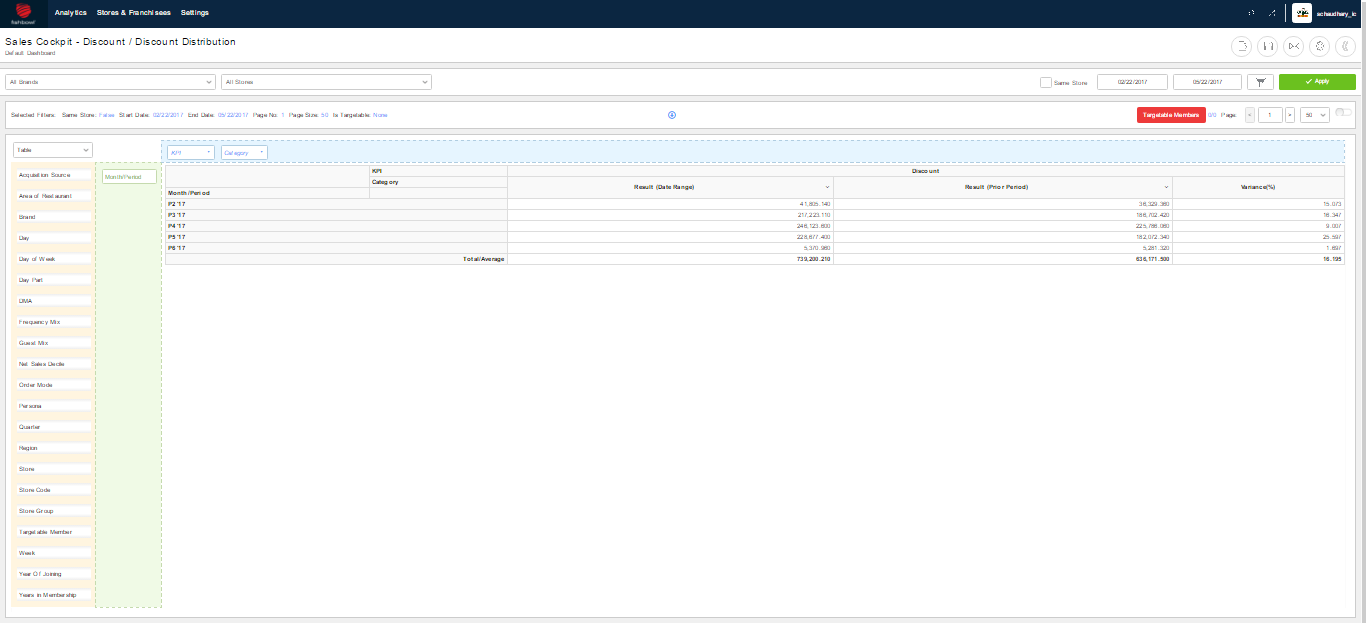 fishbowl
Analytics Stores & Franchisees Settings
schaudhary_ic
Sales Cockpit - Discount / Discount Distribution
Default Dashboard
All Brands All Stores Same Store 02/22/2017 05/22/2017 Apply
Selected Filters: Same Store: False Start Date: 02/22/2017 End Date: 05/22/2017 Page No: 1 Page Size: 50 Is Targetable: None Targetable Members 0/0 Page: < 1 > 50
Table KPI Category
Acquisition Source
Area of Restaurant
Brand
Day
Day of Week
Day Part
DMA
Frequency Mix
Guest Mix
Net Sales Decile
Order Mode
Persona
Quarter
Region
Store
Store Code
Store Group
Targetable Member
Week
Year Of Joining
Years in Membership
Month/Period
KPI Discount
Category Result (Date Range) Result (Prior Period) Variance(%)
Month/Period
P2 '17 41,805.140 36,329.360 15.073
P3 '17 217,223.110 186,702.420 16.347
P4 '17 246,123.600 225,786.060 9.007
P5 '17 228,677.400 182,072.340 25.597
P6 '17 5,370.960 5,281.320 1.697
Total/Average 739,200.210 636,171.500 16.195